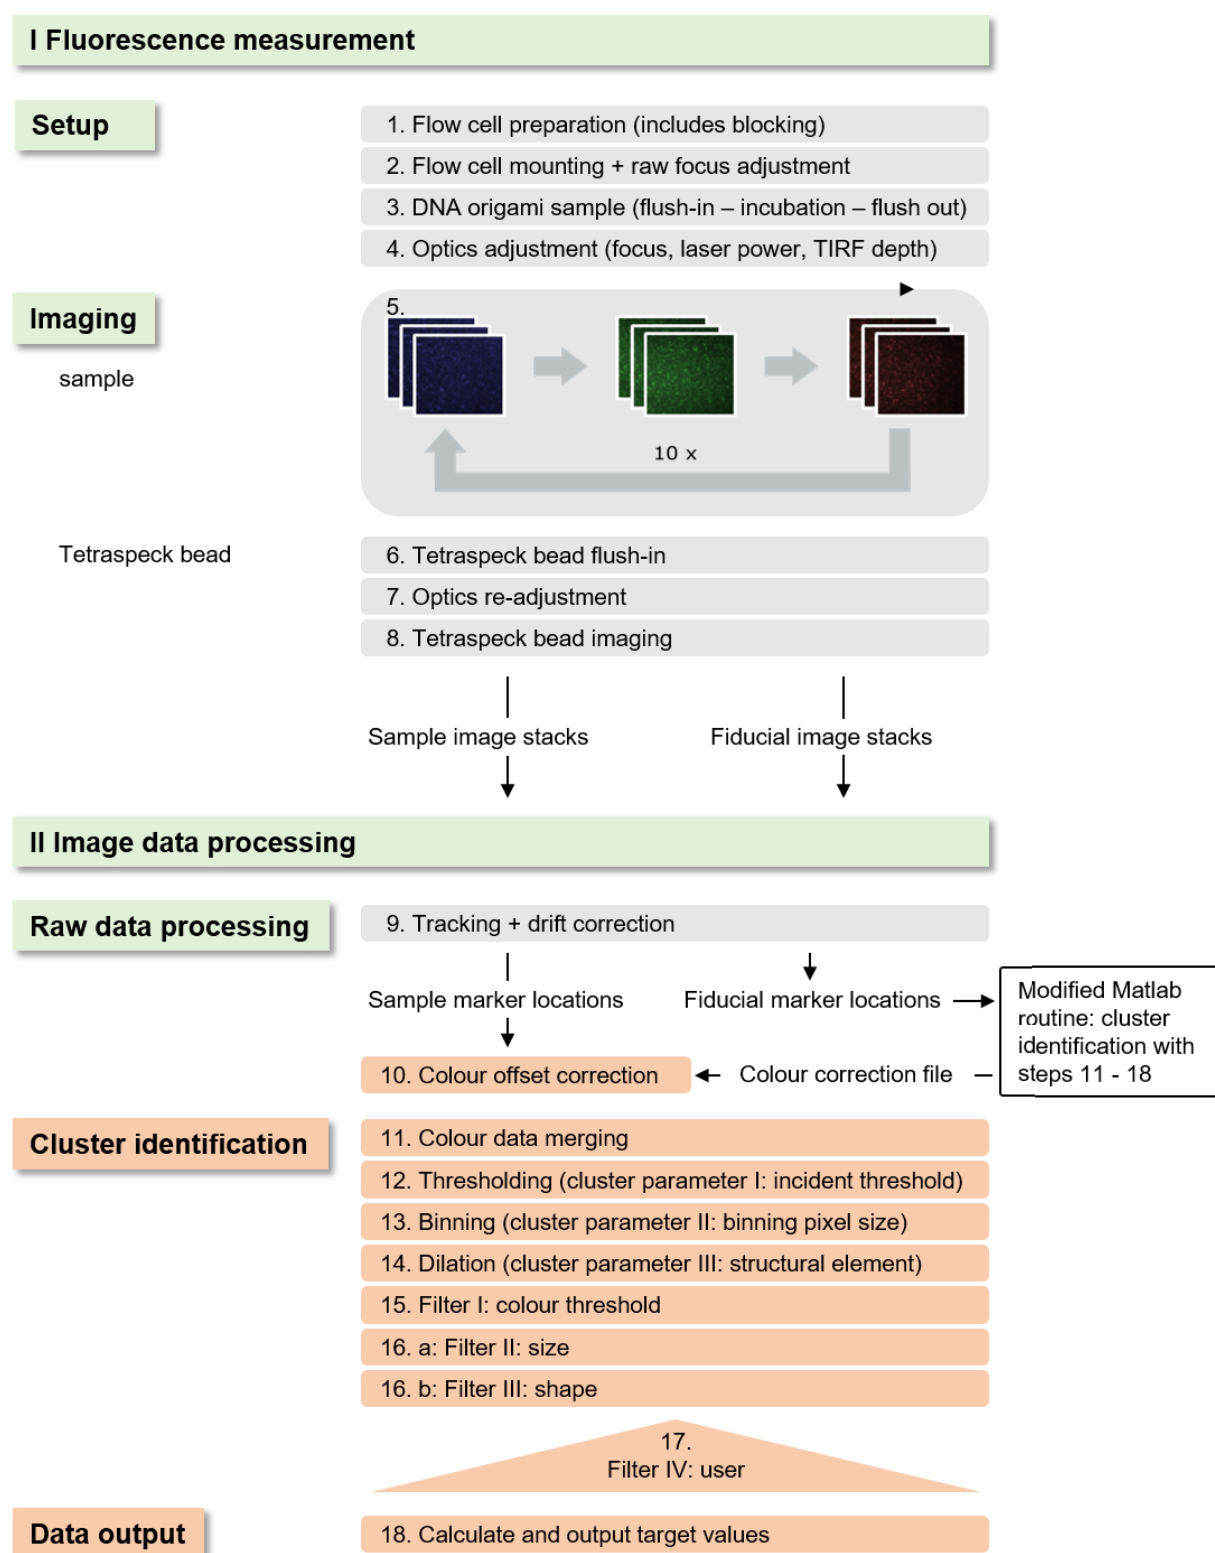 I Fluorescence measurement
Setup
1. Flow cell preparation (includes blocking)
2. Flow cell mounting + raw focus adjustment
3. DNA origami sample (flush-in – incubation – flush out)
4. Optics adjustment (focus, laser power, TIRF depth)
Imaging
sample
5.
10 x
Tetraspeck bead
6. Tetraspeck bead flush-in
7. Optics re-adjustment
8. Tetraspeck bead imaging
Sample image stacks
Fiducial image stacks
II Image data processing
Raw data processing
9. Tracking + drift correction
Sample marker locations
Fiducial marker locations
Modified Matlab
routine: cluster
identification with
steps 11 - 18
10. Colour offset correction
Colour correction file
Cluster identification
11. Colour data merging
12. Thresholding (cluster parameter I: incident threshold)
13. Binning (cluster parameter II: binning pixel size)
14. Dilation (cluster parameter III: structural element)
15. Filter I: colour threshold
16. a: Filter II: size
16. b: Filter III: shape
17.
Filter IV: user
Data output
18. Calculate and output target values